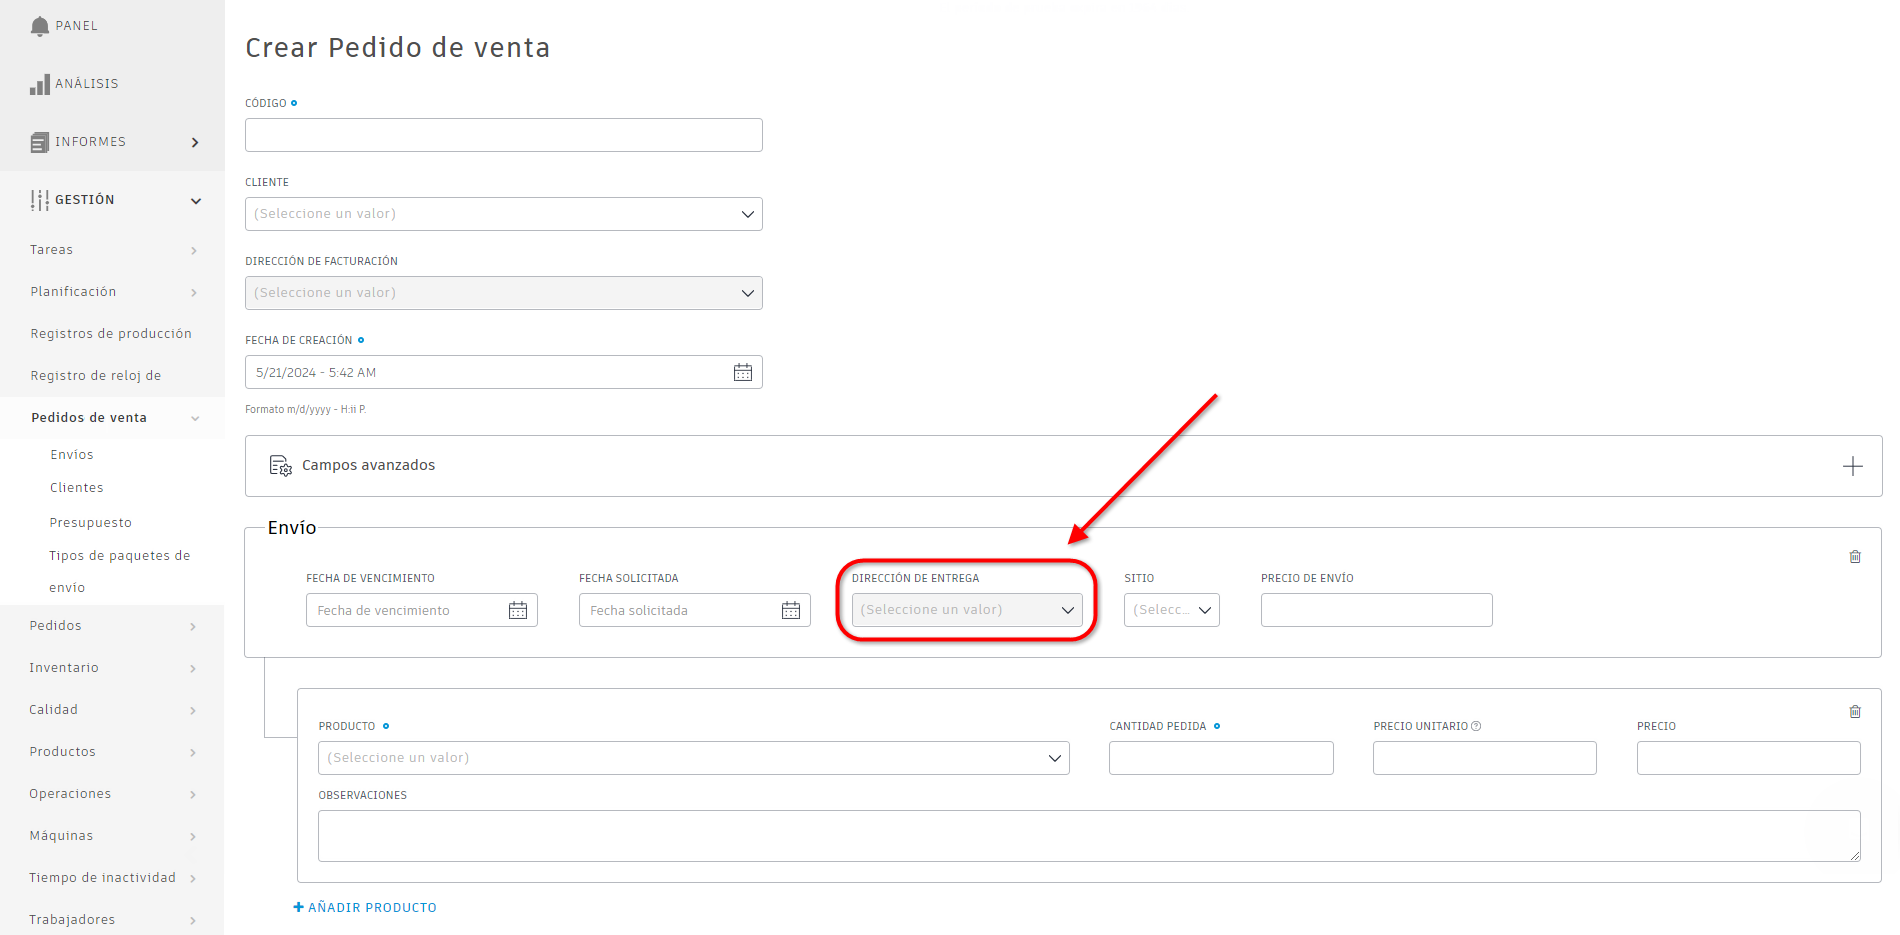 PANEL
ANÁLISIS
INFORMES
GESTIÓN
Tareas
Planificación
Registros de producción
Registro de reloj de
Pedidos de venta
Envíos
Clientes
Presupuesto
Tipos de paquetes de
envío
Pedidos
Inventario
Calidad
Productos
Operaciones
Máquinas
Tiempo de inactividad
Trabajadores
Crear Pedido de venta
CÓDIGO
CLIENTE
(Seleccione un valor)
DIRECCIÓN DE FACTURACIÓN
(Seleccione un valor)
FECHA DE CREACIÓN
5/21/2024 - 5:42 AM
Formato m/d/yyyy - H:ii P.
Campos avanzados
Envío
FECHA DE VENCIMIENTO
Fecha de vencimiento
FECHA SOLICITADA
Fecha solicitada
DIRECCIÓN DE ENTREGA
(Seleccione un valor)
SITIO
(Selecc...
PRECIO DE ENVÍO
PRODUCTO
(Seleccione un valor)
CANTIDAD PEDIDA
PRECIO UNITARIO
PRECIO
OBSERVACIONES
+ AÑADIR PRODUCTO